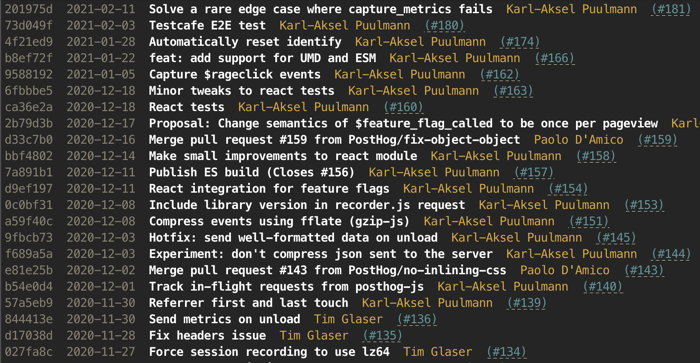 201975d 2021-02-11 Solve a rare edge case where capture_metrics fails Karl-Aksel Puulmann (#181)
73d049f 2021-02-03 Testcafe E2E test Karl-Aksel Puulmann (#180)
4f21ed9 2021-01-28 Automatically reset identify Karl-Aksel Puulmann (#174)
b8ef72f 2021-01-22 feat: add support for UMD and ESM Karl-Aksel Puulmann (#166)
9588192 2021-01-05 Capture $rageclick events Karl-Aksel Puulmann (#162)
6fbbbe5 2020-12-18 Minor tweaks to react tests Karl-Aksel Puulmann (#163)
ca36e2a 2020-12-18 React tests Karl-Aksel Puulmann (#160)
2b79d3b 2020-12-17 Proposal: Change semantics of $feature_flag_called to be once per pageview Karl-A
d33c7b0 2020-12-16 Merge pull request #159 from PostHog/fix-object-object Paolo D'Amico (#159)
bbf4802 2020-12-14 Make small improvements to react module Karl-Aksel Puulmann (#158)
7a891b1 2020-12-11 Publish ES build (Closes #156) Karl-Aksel Puulmann (#157)
d9ef197 2020-12-11 React integration for feature flags Karl-Aksel Puulmann (#154)
0c0bf31 2020-12-08 Include library version in recorder.js request Karl-Aksel Puulmann (#153)
a59f40c 2020-12-08 Compress events using fflate (gzip-js) Karl-Aksel Puulmann (#151)
9fbcb73 2020-12-03 Hotfix: send well-formatted data on unload Karl-Aksel Puulmann (#145)
f689a5a 2020-12-03 Experiment: don't compress json sent to the server Karl-Aksel Puulmann (#144)
e81e25b 2020-12-02 Merge pull request #143 from PostHog/no-inlining-css Paolo D'Amico (#143)
b54e0d4 2020-12-01 Track in-flight requests from posthog-js Karl-Aksel Puulmann (#140)
57a5eb9 2020-11-30 Referrer first and last touch Karl-Aksel Puulmann (#139)
844413e 2020-11-30 Send metrics on unload Tim Glaser (#136)
d17038d 2020-11-28 Fix headers issue Tim Glaser (#135)
027fa8c 2020-11-27 Force session recording to use lz64 Tim Glaser (#134)